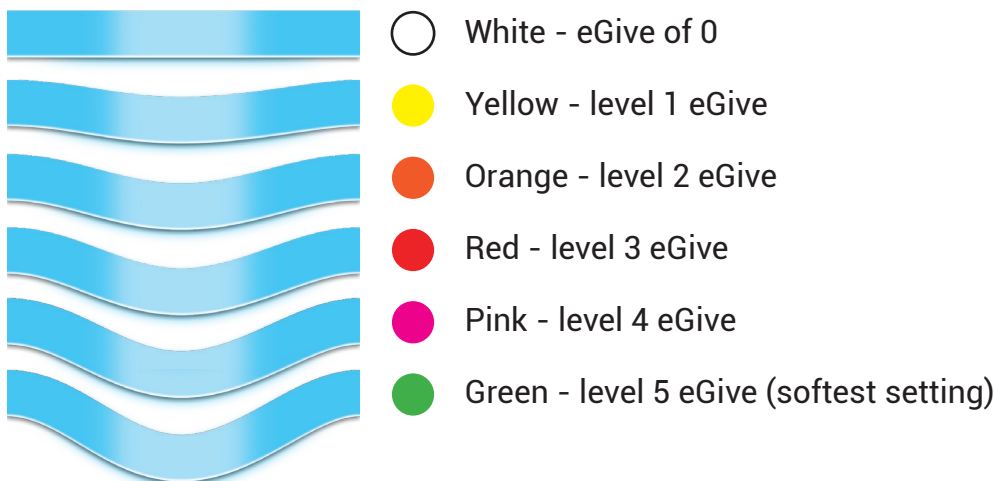 White - eGive of 0
Yellow - level 1 eGive
Orange - level 2 eGive
Red - level 3 eGive
Pink - level 4 eGive
Green - level 5 eGive (softest setting)